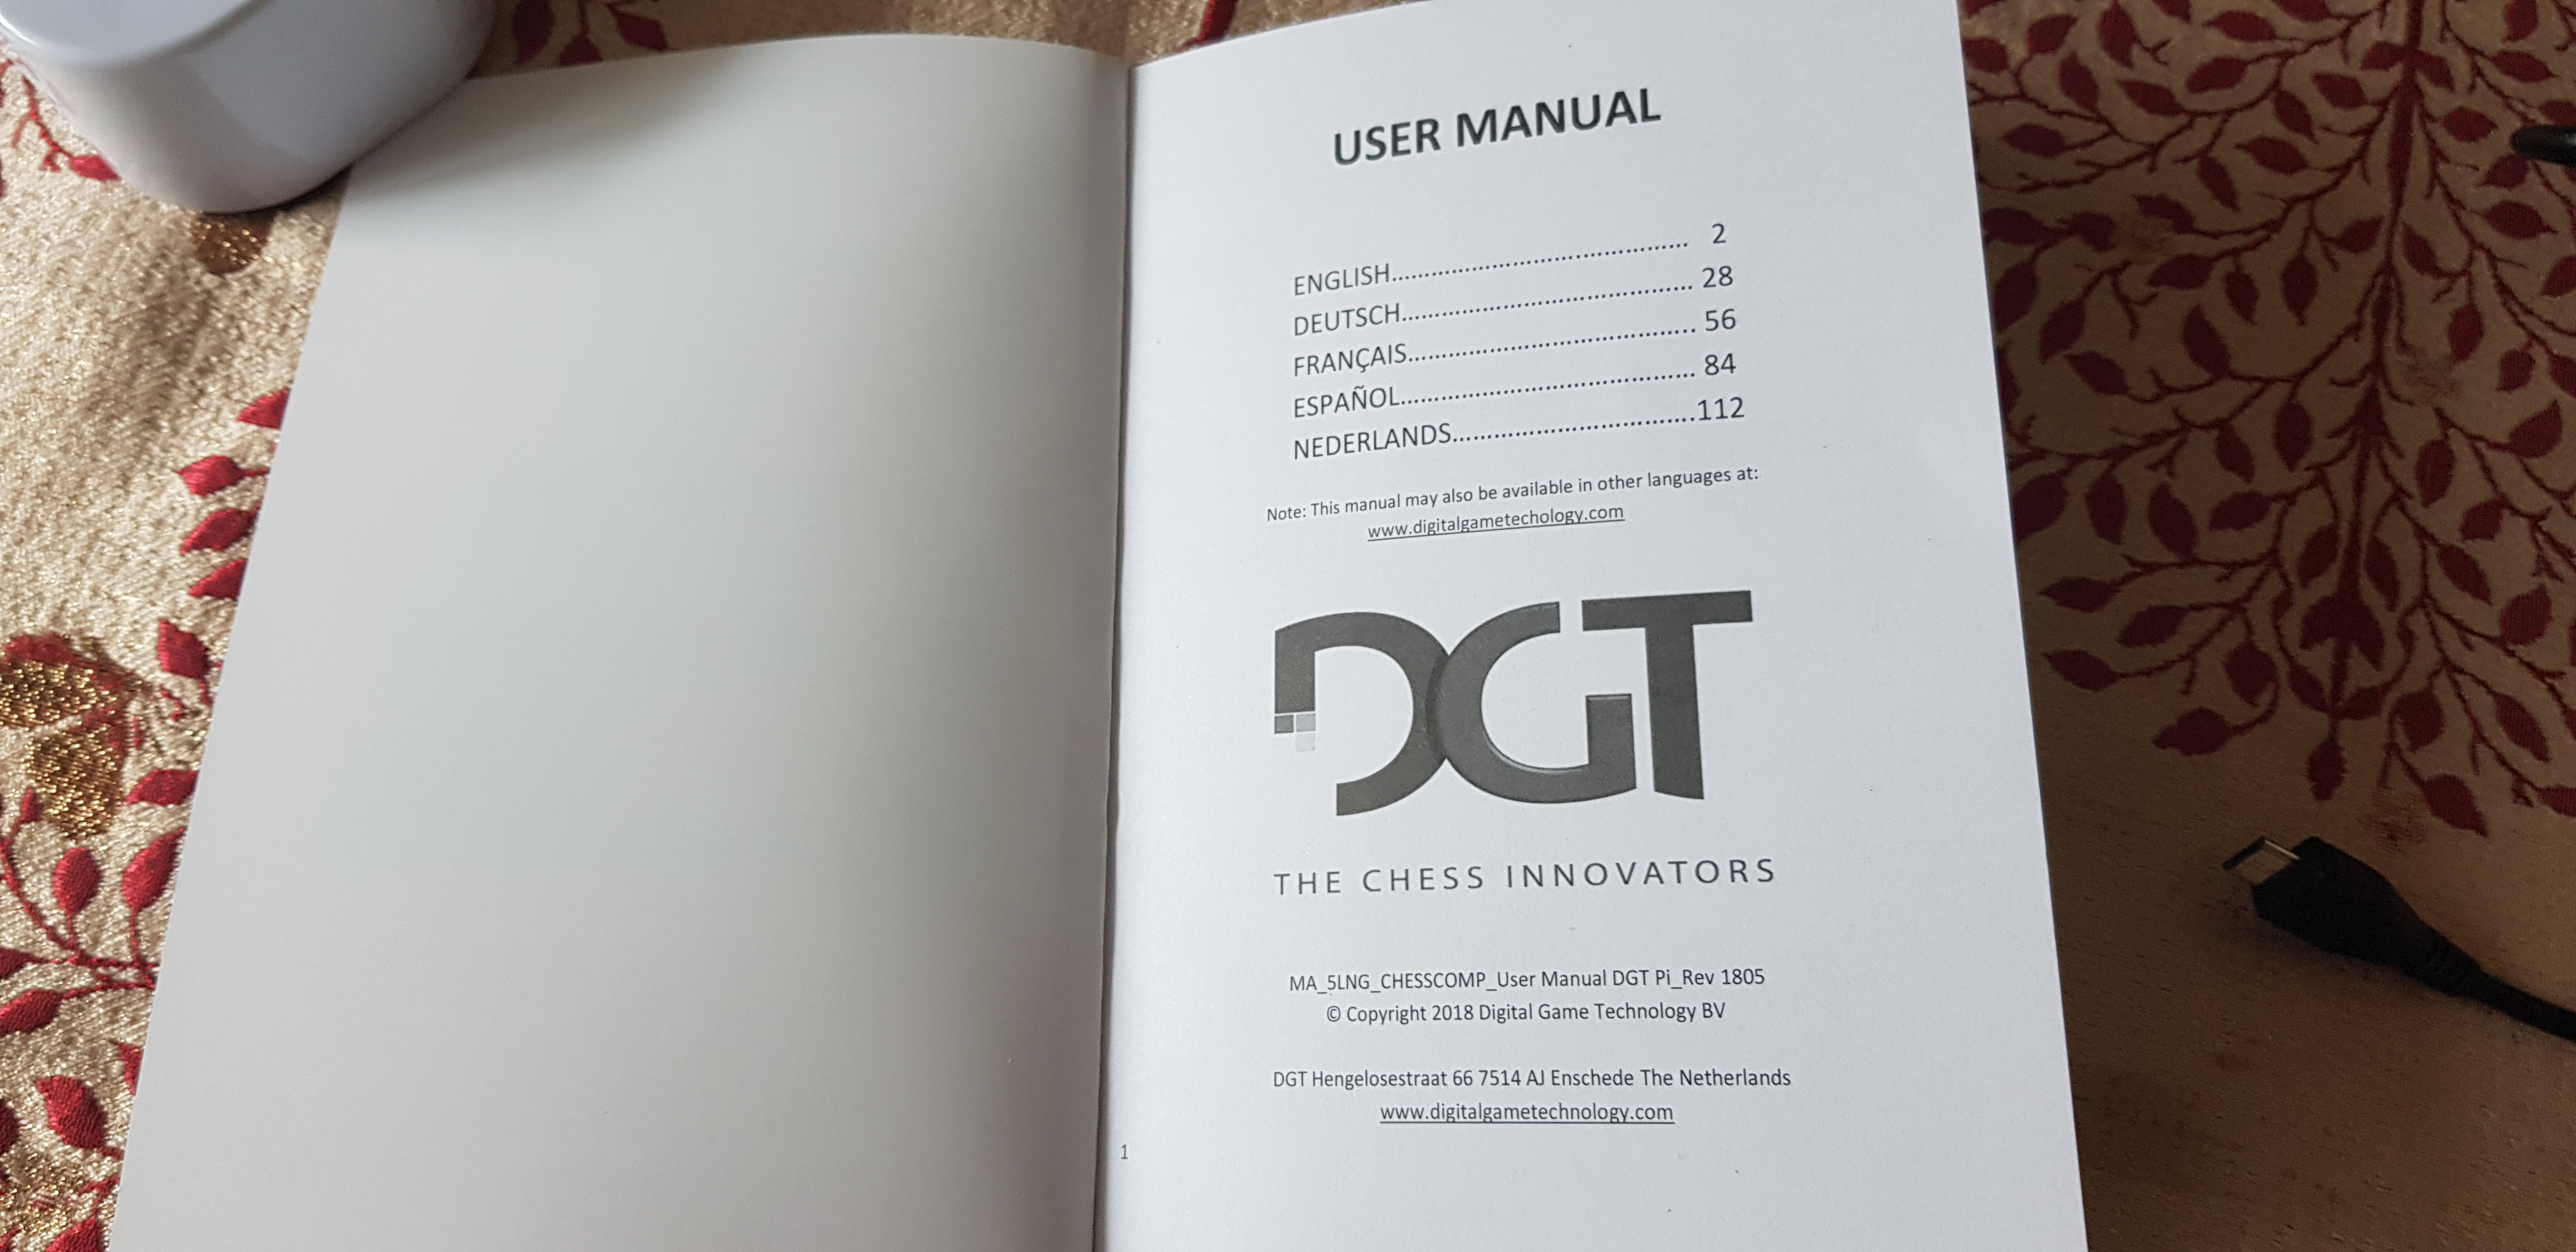 USER MANUAL
ENGLISH........................................ 2
DEUTSCH........................................ 28
FRANÇAIS........................................ 56
ESPAÑOL........................................ 84
NEDERLANDS.................................112
Note: This manual may also be available in other languages at:
www.digitalgametechology.com
DGT
THE CHESS INNOVATORS
MA_5LNG_CHESSCOMP_User Manual DGT Pi_Rev 1805
© Copyright 2018 Digital Game Technology BV
DGT Hengelosestraat 66 7514 AJ Enschede The Netherlands
www.digitalgametechnology.com
1